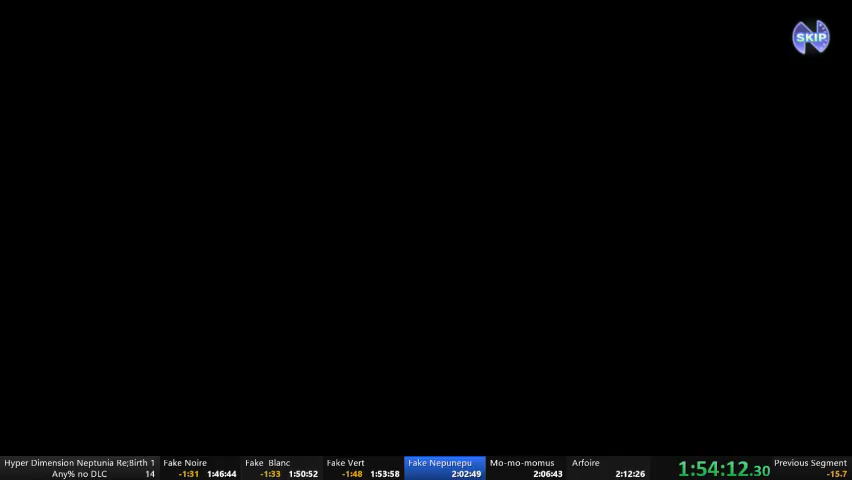 SKIP
Hyper Dimension Neptunia Re;Birth 1
Any% no DLC 14
Fake Noire
-1:31 1:46:44
Fake Blanc
-1:33 1:50:52
Fake Vert
-1:48 1:53:58
Fake Nepunepu
2:02:49
Mo-mo-momus
2:06:43
Arfoire
2:12:26
1:54:12.30
Previous Segment
-15.7